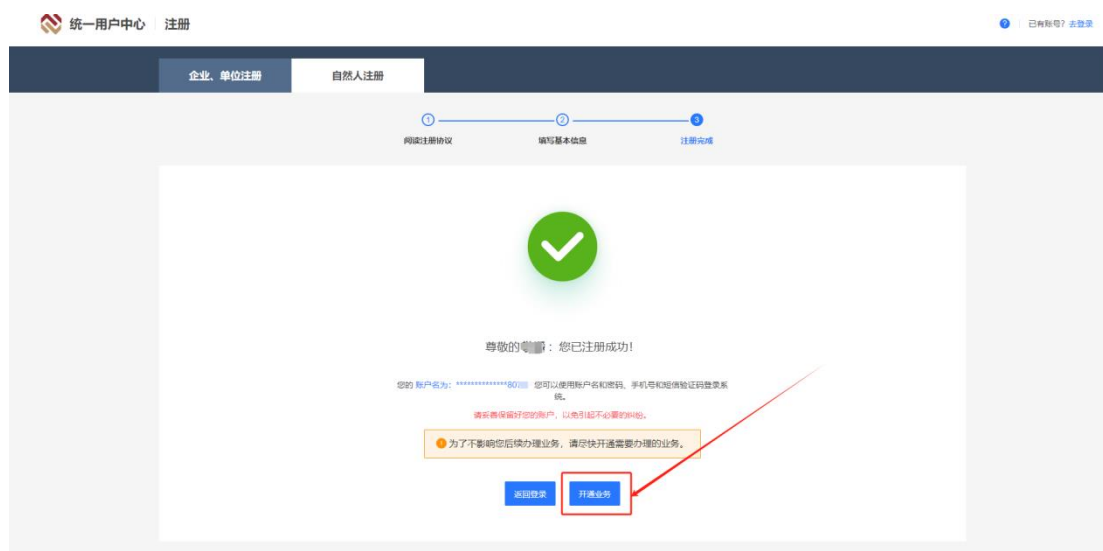 统一用户中心 注册
已有账号？去登录
企业、单位注册 自然人注册
1 2 3
阅读注册协议 填写基本信息 注册完成
尊敬的 ：您已注册成功！
您的 账户名为：**************80 您可以使用账户名和密码、手机号和短信验证码登录系
统。
请妥善保留好您的账户，以免引起不必要的纠纷。
为了不影响您后续办理业务，请尽快开通需要办理的业务。
返回登录 开通业务